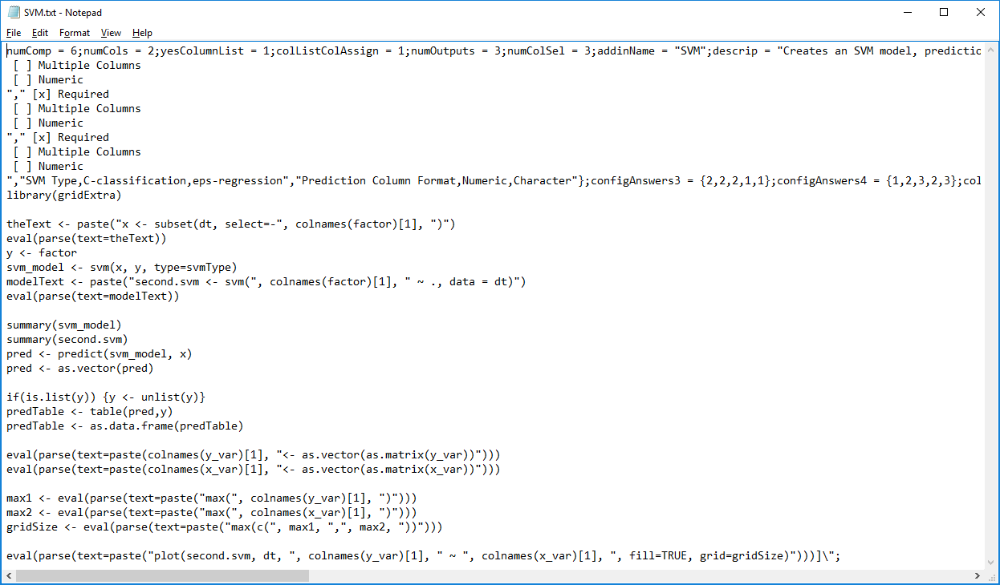 SVM.txt - Notepad
File Edit Format View Help
numComp = 6;numCols = 2;yesColumnList = 1;colListColAssign = 1;numOutputs = 3;numColSel = 3;addinName = "SVM";descrip = "Creates an SVM model, predictic
[ ] Multiple Columns
[ ] Numeric
"," [x] Required
[ ] Multiple Columns
[ ] Numeric
"," [x] Required
[ ] Multiple Columns
[ ] Numeric
","SVM Type,C-classification,eps-regression","Prediction Column Format,Numeric,Character"};configAnswers3 = {2,2,2,1,1};configAnswers4 = {1,2,3,2,3};col
library(gridExtra)
theText <- paste("x <- subset(dt, select=-", colnames(factor)[1], ")")
eval(parse(text=theText))
y <- factor
svm_model <- svm(x, y, type=svmType)
modelText <- paste("second.svm <- svm(", colnames(factor)[1], " ~ ., data = dt)")
eval(parse(text=modelText))
summary(svm_model)
summary(second.svm)
pred <- predict(svm_model, x)
pred <- as.vector(pred)
if(is.list(y)) {y <- unlist(y)}
predTable <- table(pred,y)
predTable <- as.data.frame(predTable)
eval(parse(text=paste(colnames(y_var)[1], "<- as.vector(as.matrix(y_var))")))
eval(parse(text=paste(colnames(x_var)[1], "<- as.vector(as.matrix(x_var))")))
max1 <- eval(parse(text=paste("max(", colnames(y_var)[1], ")")))
max2 <- eval(parse(text=paste("max(", colnames(x_var)[1], ")")))
gridSize <- eval(parse(text=paste("max(c(", max1, ",", max2, "))")))
eval(parse(text=paste("plot(second.svm, dt, ", colnames(y_var)[1], " ~ ", colnames(x_var)[1], ", fill=TRUE, grid=gridSize)")))]\";